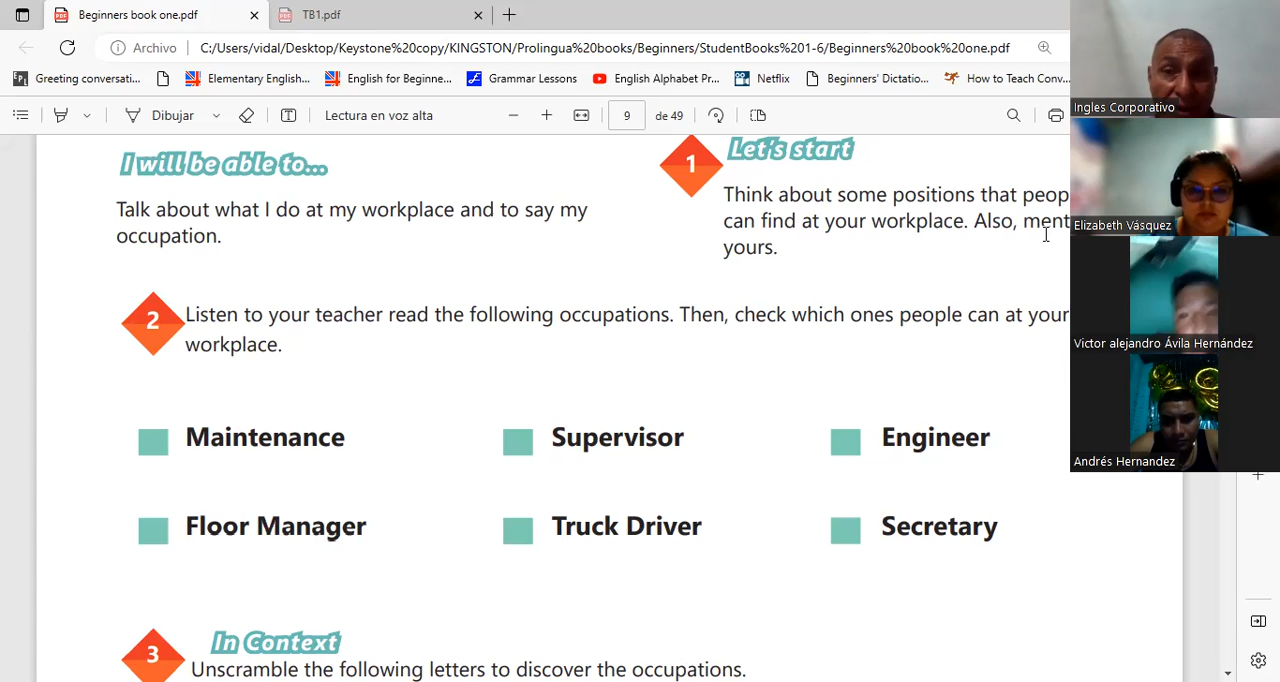 Beginners book one.pdf
TB1.pdf
Archivo
C:/Users/vidal/Desktop/Keystone%20copy/KINGSTON/Prolingua%20books/Beginners/StudentBooks%201-6/Beginners%20book%20one.pdf
Greeting conversati...
Elementary English...
English for Beginne...
Grammar Lessons
English Alphabet Pr...
Netflix
Beginners' Dictatio...
How to Teach Conv...
Dibujar
Lectura en voz alta
9
de 49
I will be able to...
Talk about what I do at my workplace and to say my
occupation.
1
Let's start
Think about some positions that peop
can find at your workplace. Also, ment
yours.
2
Listen to your teacher read the following occupations. Then, check which ones people can at your
workplace.
Maintenance
Supervisor
Engineer
Floor Manager
Truck Driver
Secretary
3
In Context
Unscramble the following letters to discover the occupations.
Ingles Corporativo
Elizabeth Vásquez
Victor alejandro Ávila Hernández
Andrés Hernandez